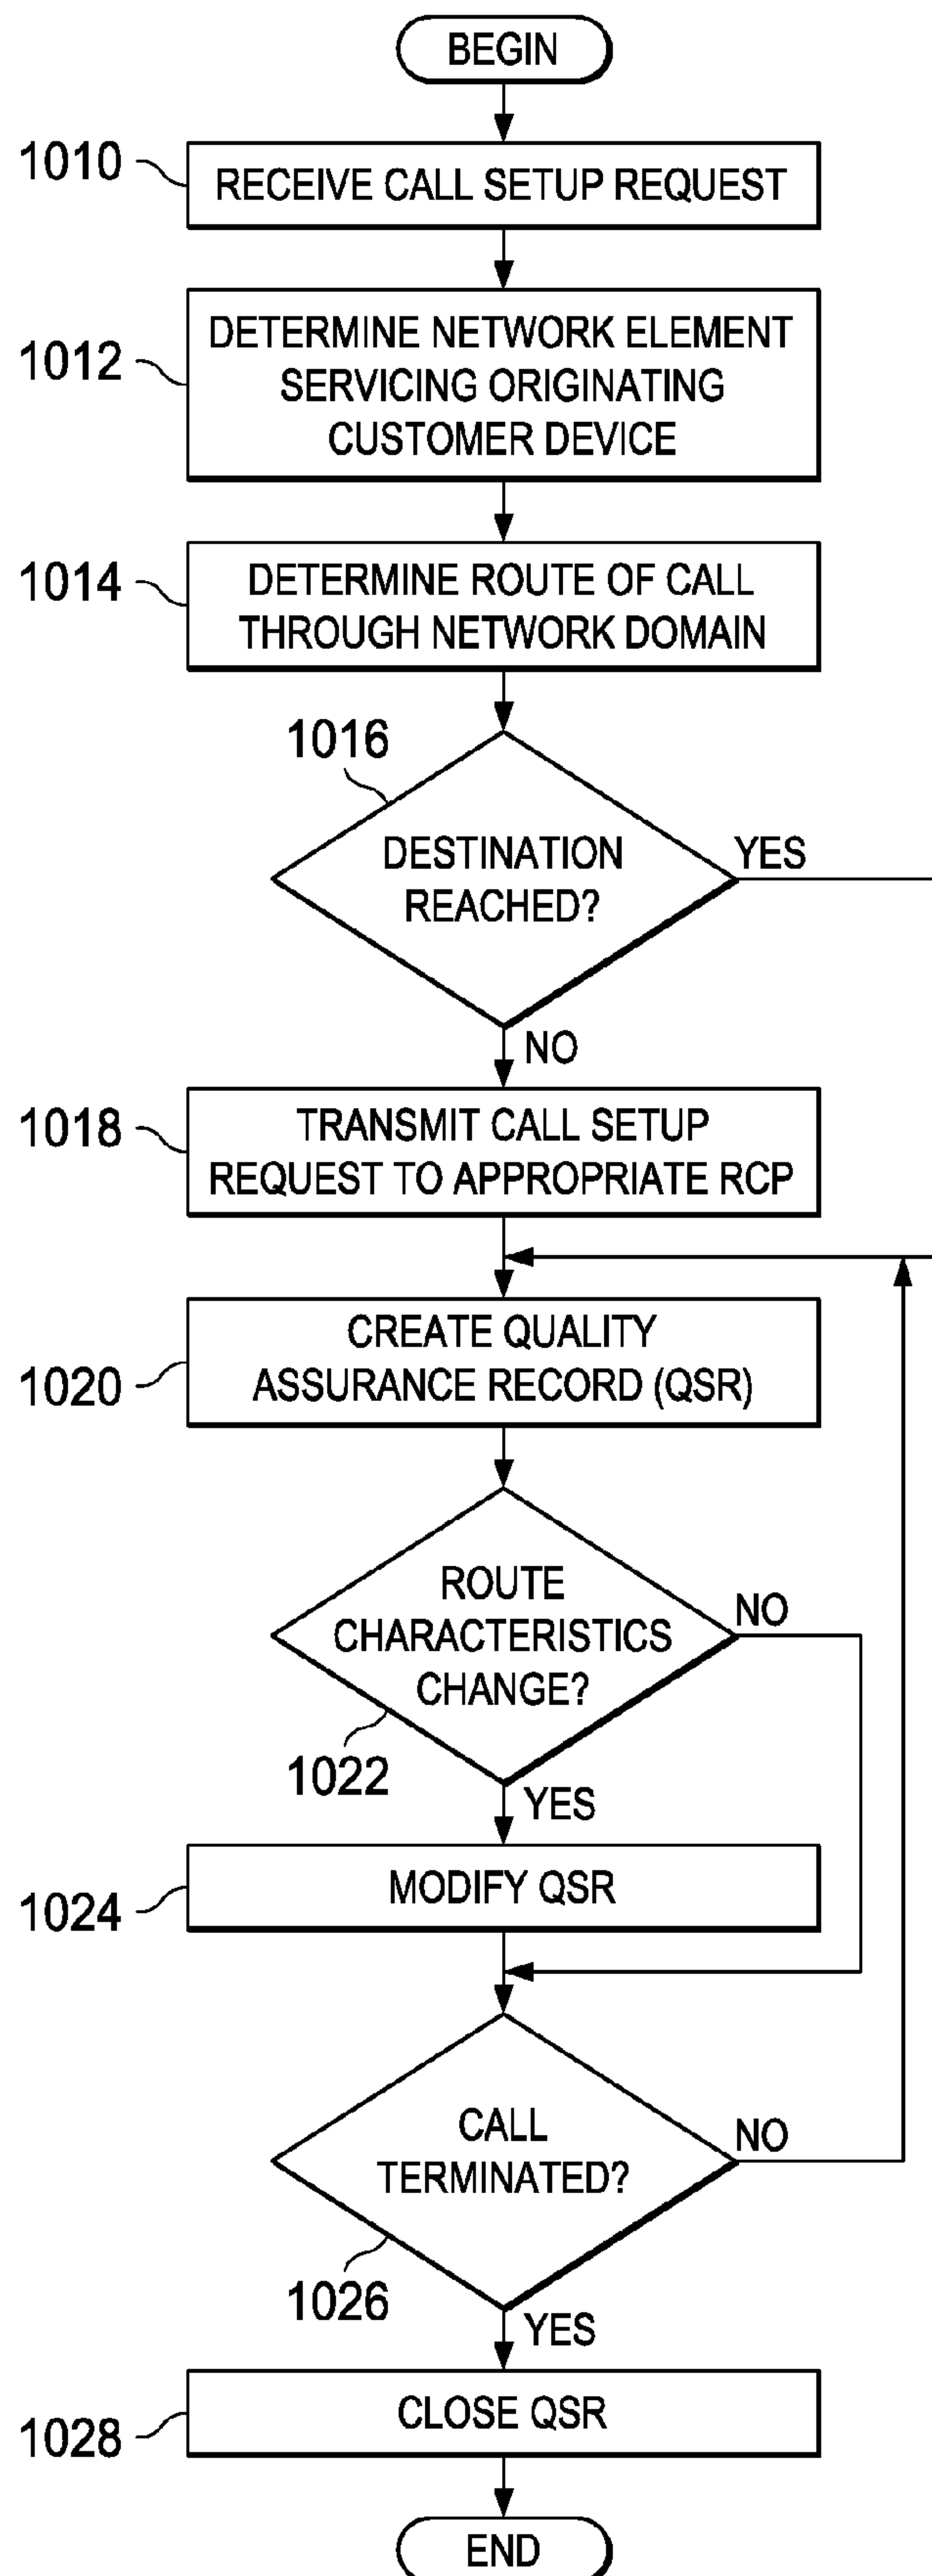 BEGIN
1010
RECEIVE CALL SETUP REQUEST
1012
DETERMINE NETWORK ELEMENT
SERVICING ORIGINATING
CUSTOMER DEVICE
1014
DETERMINE ROUTE OF CALL
THROUGH NETWORK DOMAIN
1016
DESTINATION
REACHED?
YES
NO
1018
TRANSMIT CALL SETUP
REQUEST TO APPROPRIATE RCP
1020
CREATE QUALITY
ASSURANCE RECORD (QSR)
ROUTE
CHARACTERISTICS
CHANGE?
NO
1022
YES
1024
MODIFY QSR
CALL
TERMINATED?
NO
1026
YES
1028
CLOSE QSR
END